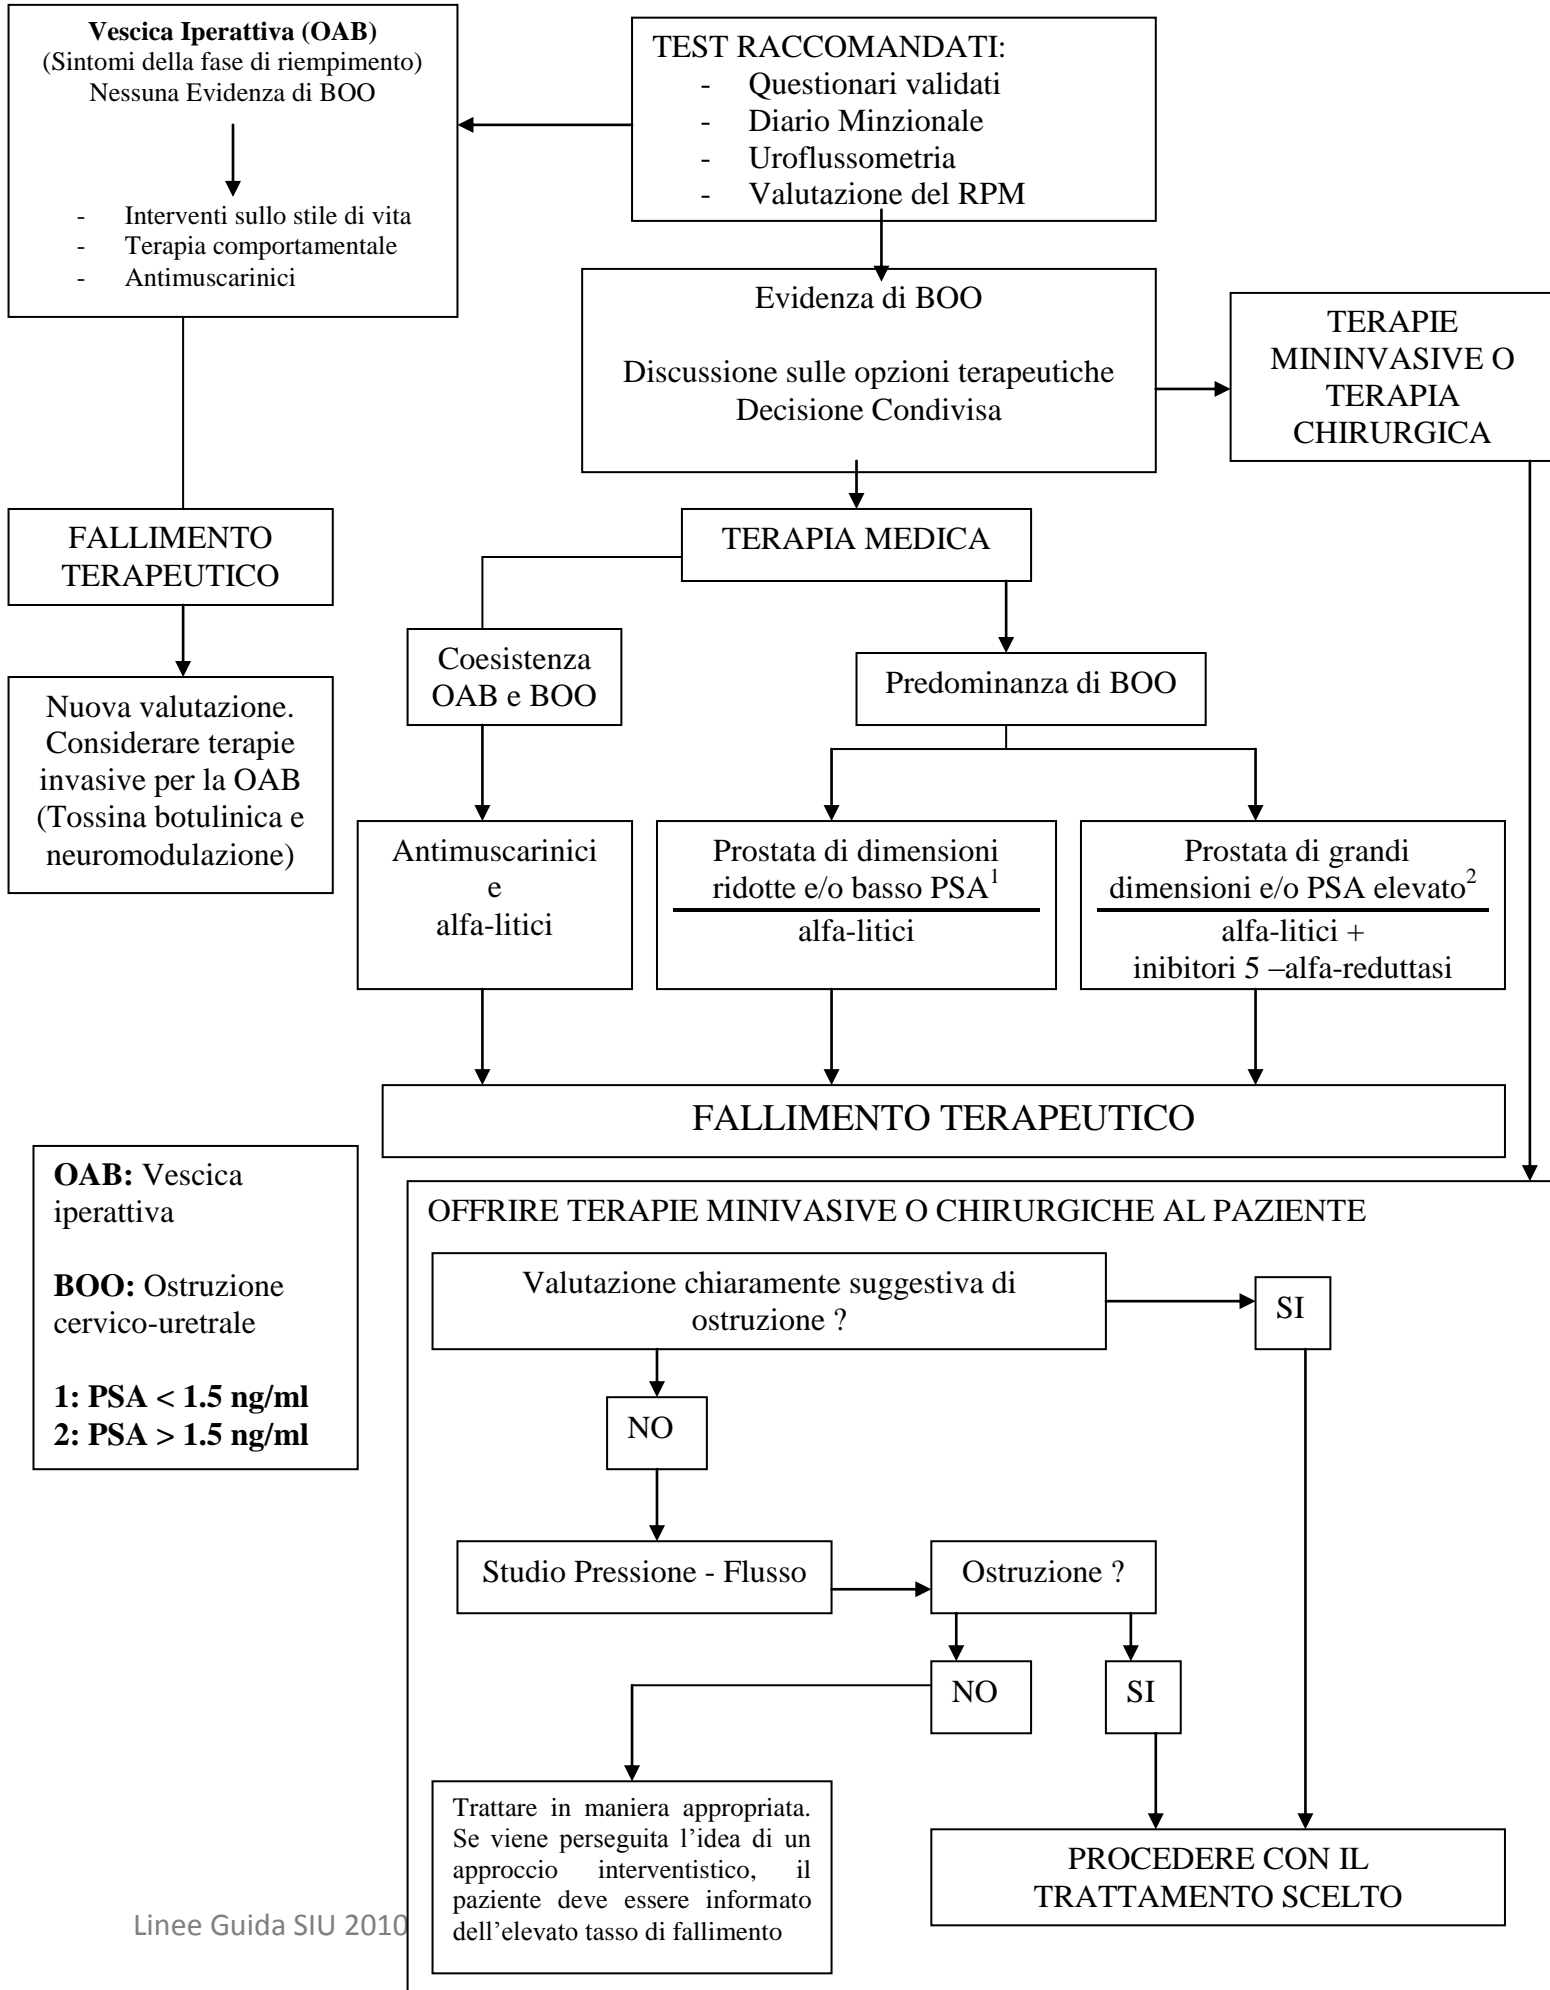 Vescica Iperattiva (OAB)
(Sintomi della fase di riempimento)
Nessuna Evidenza di BOO
- Interventi sullo stile di vita
- Terapia comportamentale
- Antimuscarinici
TEST RACCOMANDATI:
- Questionari validati
- Diario Minzionale
- Uroflussometria
- Valutazione del RPM
Evidenza di BOO
Discussione sulle opzioni terapeutiche
Decisione Condivisa
TERAPIE
MININVASIVE O
TERAPIA
CHIRURGICA
FALLIMENTO
TERAPEUTICO
TERAPIA MEDICA
Nuova valutazione.
Considerare terapie
invasive per la OAB
(Tossina botulinica e
neuromodulazione)
Coesistenza
OAB e BOO
Predominanza di BOO
Antimuscarinici
e
alfa-litici
Prostata di dimensioni
ridotte e/o basso PSA1
alfa-litici
Prostata di grandi
dimensioni e/o PSA elevato2
alfa-litici +
inibitori 5 –alfa-reduttasi
FALLIMENTO TERAPEUTICO
OAB: Vescica
iperattiva
BOO: Ostruzione
cervico-uretrale
1: PSA < 1.5 ng/ml
2: PSA > 1.5 ng/ml
OFFRIRE TERAPIE MINIVASIVE O CHIRURGICHE AL PAZIENTE
Valutazione chiaramente suggestiva di
ostruzione ?
SI
NO
Studio Pressione - Flusso
Ostruzione ?
NO
SI
Trattare in maniera appropriata.
Se viene perseguita l’idea di un
approccio interventistico, il
paziente deve essere informato
dell’elevato tasso di fallimento
PROCEDERE CON IL
TRATTAMENTO SCELTO
Linee Guida SIU 2010